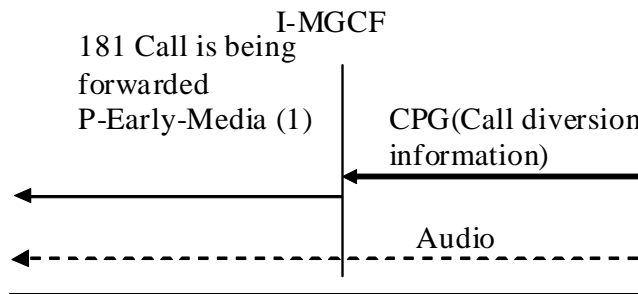 I-MGCF
181 Call is being
forwarded
P-Early-Media (1)
CPG(Call diversion
information)
Audio